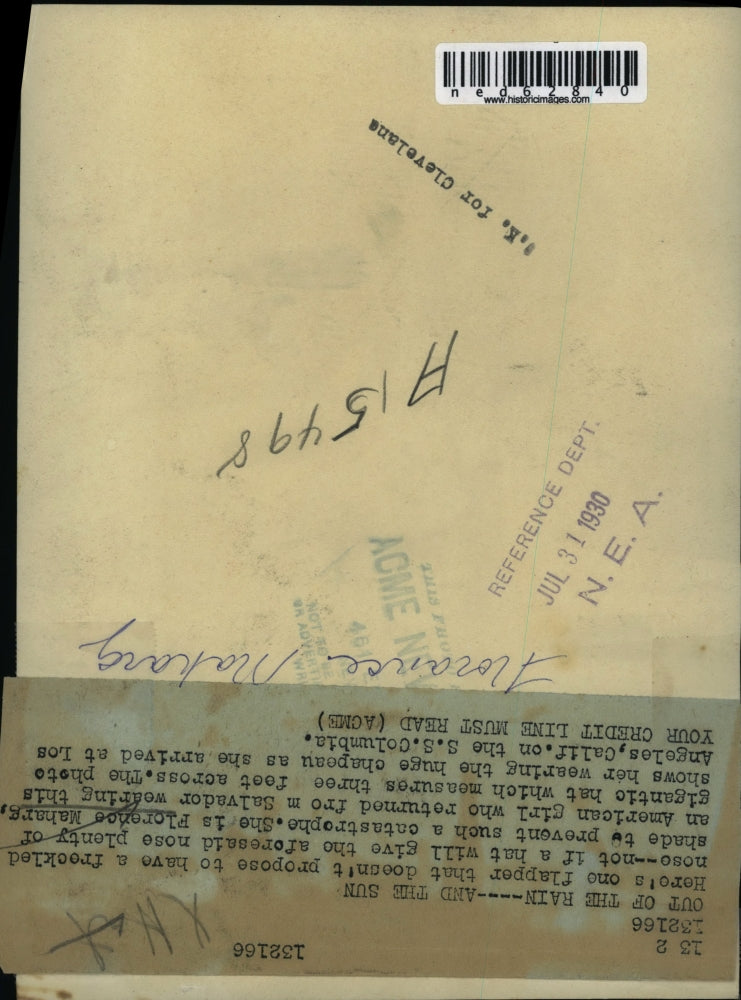 ned62840
www.historicimages.com
.K. for Cleveland
A15498
REFERENCE DEPT.
JUL 31 1930
N. E. A.
ACME N
Florance Maharg
13 2
132166
132166
OUT OF THE RAIN----AND THE SUN
Here's one flapper that doesn't propose to have a freckled
nose--not if a hat will give the aforesaid nose plenty of
shade to prevent such a catastrophe.She is Florence Maharg,
an American girl who returned fro m Salvador wearing this
gigantic hat which measures three feet across.The photo
shows her wearing the huge chapeau as she arrived at Los
Angeles,Calif.on the S.S.Columbia.
YOUR CREDIT LINE MUST READ (ACME)